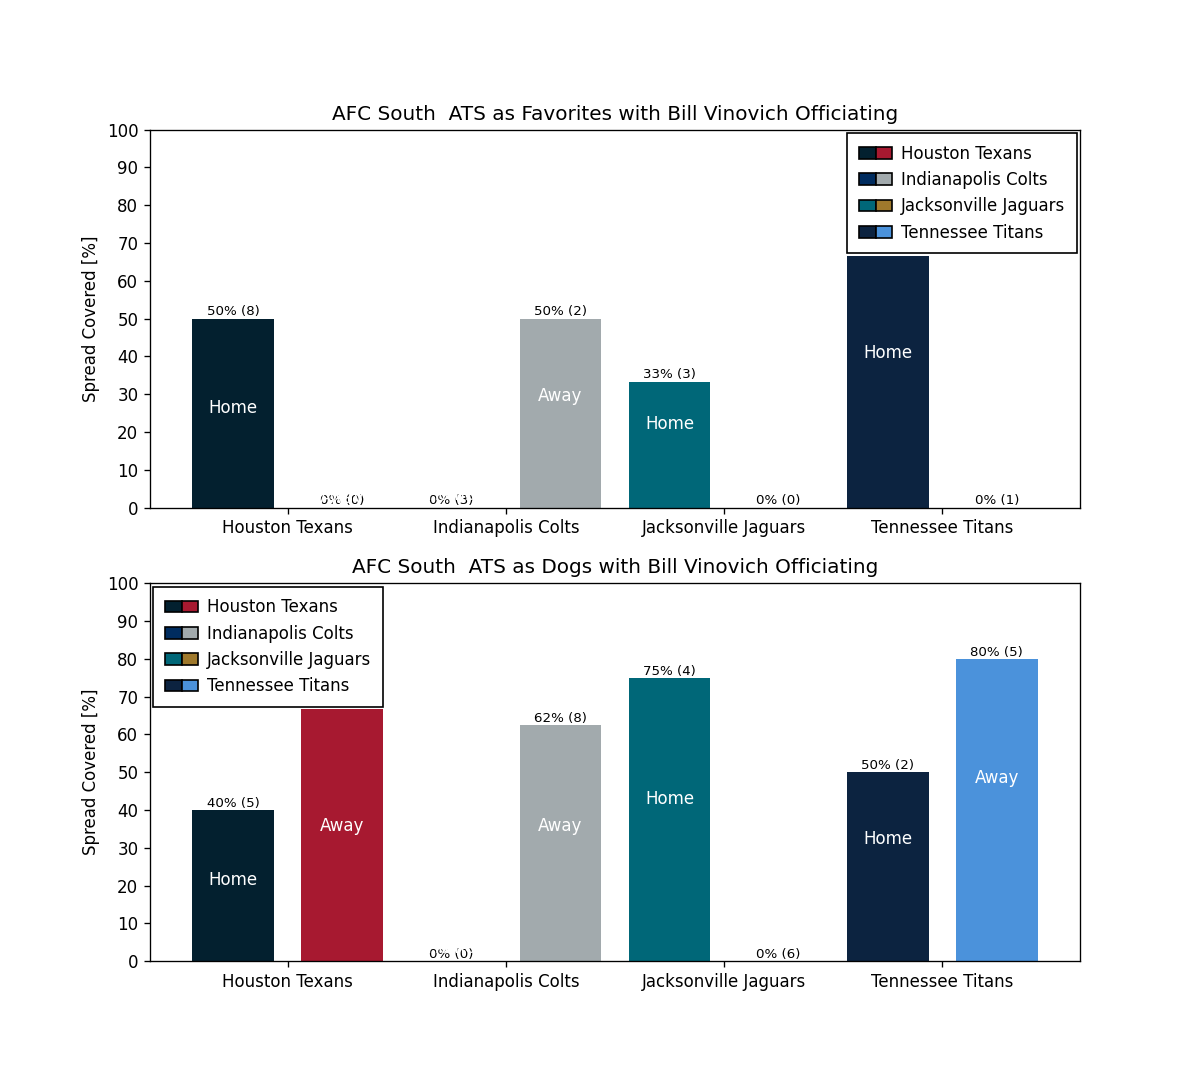 AFC South  ATS as Favorites with Bill Vinovich Officiating
100
90
80
70
60
50
40
30
20
10
0
Spread Covered [%]
Houston Texans
Indianapolis Colts
Jacksonville Jaguars
Tennessee Titans
50% (8)
50% (2)
33% (3)
Home
Away
Home
Home
0% (0)
0% (3)
0% (0)
0% (1)
Houston Texans
Indianapolis Colts
Jacksonville Jaguars
Tennessee Titans
AFC South  ATS as Dogs with Bill Vinovich Officiating
100
90
80
70
60
50
40
30
20
10
0
Spread Covered [%]
Houston Texans
Indianapolis Colts
Jacksonville Jaguars
Tennessee Titans
40% (5)
62% (8)
75% (4)
50% (2)
80% (5)
Home
Away
Away
Home
Home
Away
0% (0)
0% (6)
Houston Texans
Indianapolis Colts
Jacksonville Jaguars
Tennessee Titans